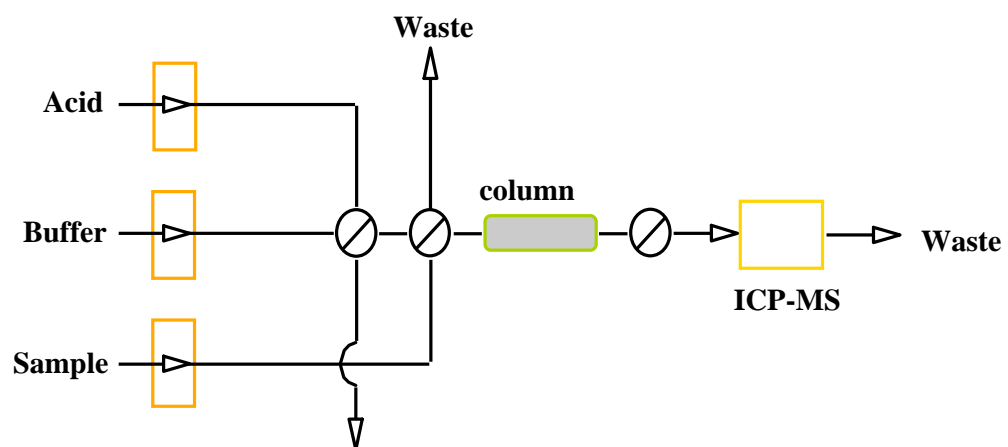 Waste
Acid
column
Buffer
Waste
ICP-MS
Sample